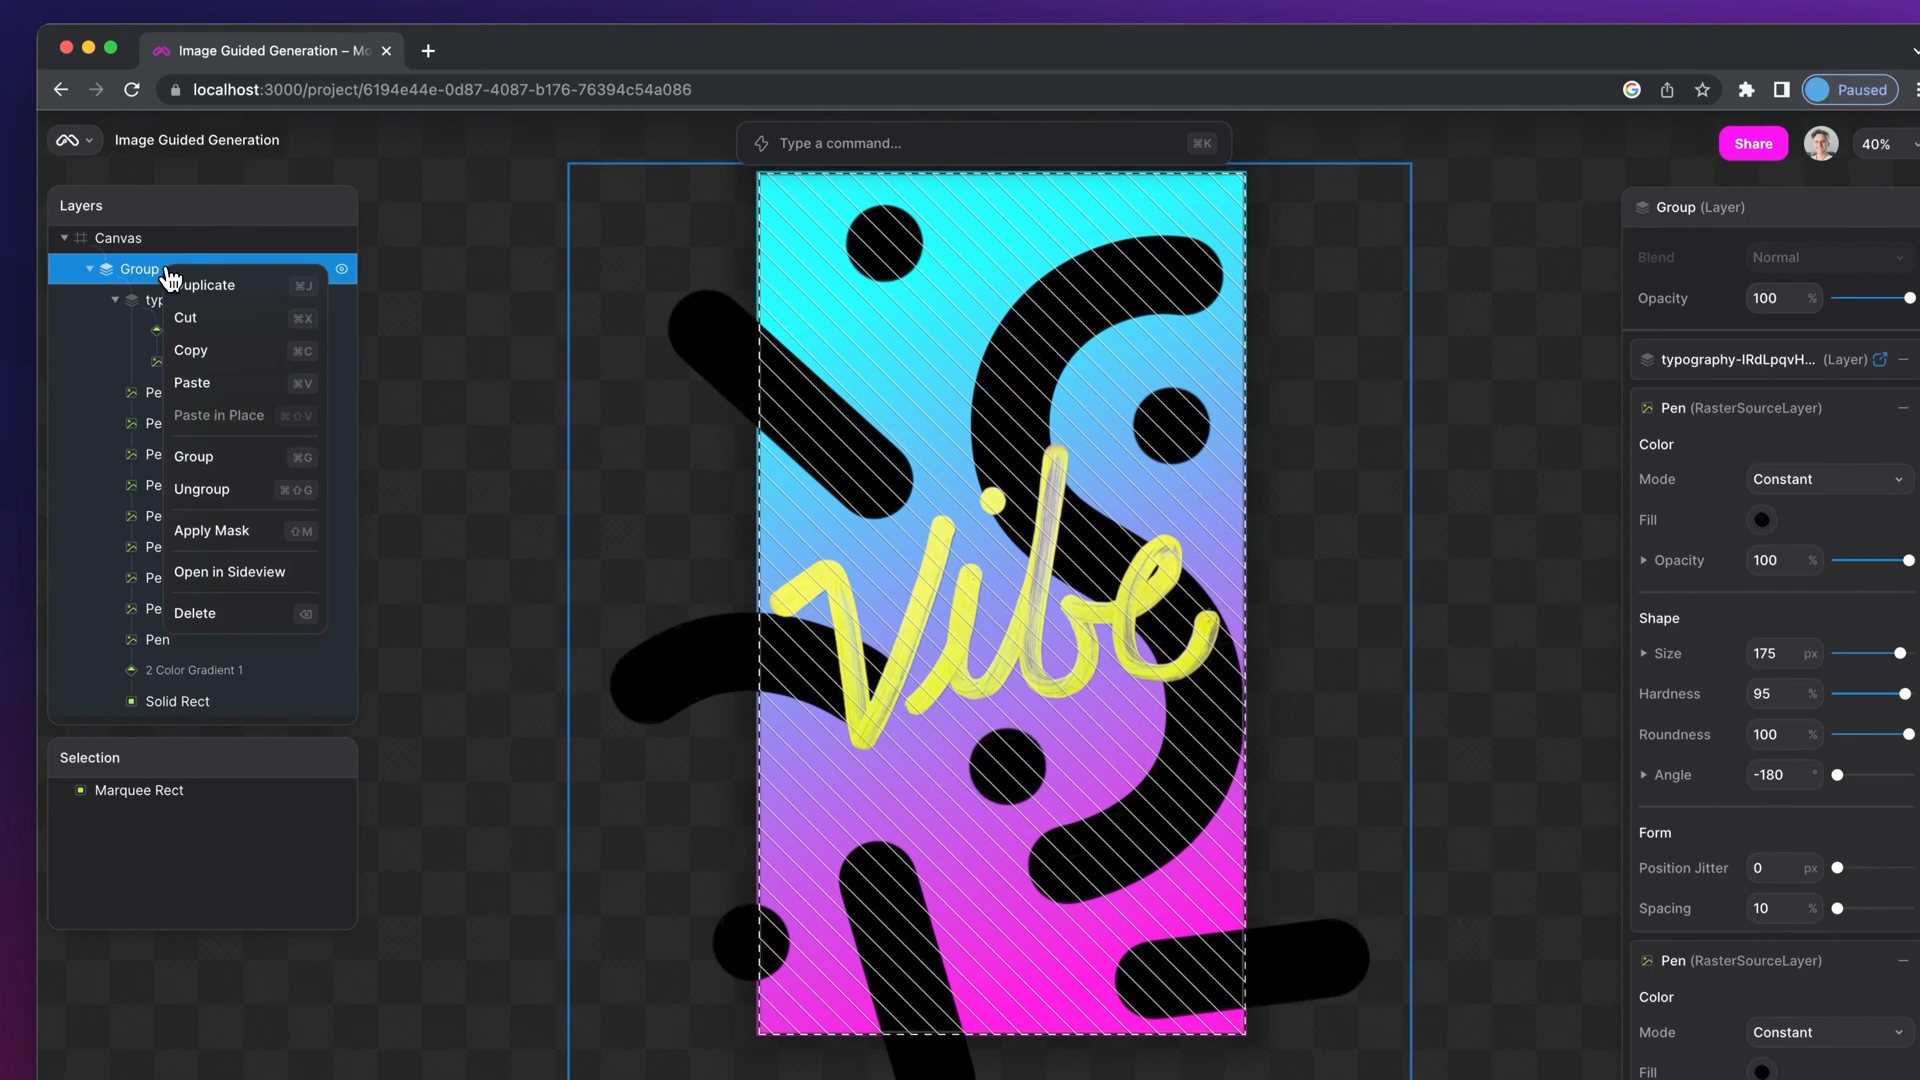 Image Guided Generation – Mo
localhost:3000/project/6194e44e-0d87-4087-b176-76394c54a086
Paused
Image Guided Generation
Type a command...
⌘K
Share
40%
Layers
Canvas
Group
typ
Pe
Pe
Pe
Pe
Pe
Pe
Pe
Pe
Pen
2 Color Gradient 1
Solid Rect
uplicate ⌘J
Cut ⌘X
Copy ⌘C
Paste ⌘V
Paste in Place ⌘⇧V
Group ⌘G
Ungroup ⌘⇧G
Apply Mask ⇧M
Open in Sideview
Delete ⌫
Selection
Marquee Rect
Vibe
Group (Layer)
Blend Normal
Opacity 100 %
typography-IRdLpqvH... (Layer)
Pen (RasterSourceLayer)
Color
Mode Constant
Fill
Opacity 100 %
Shape
Size 175 px
Hardness 95 %
Roundness 100 %
Angle -180 °
Form
Position Jitter 0 px
Spacing 10 %
Pen (RasterSourceLayer)
Color
Mode Constant
Fill